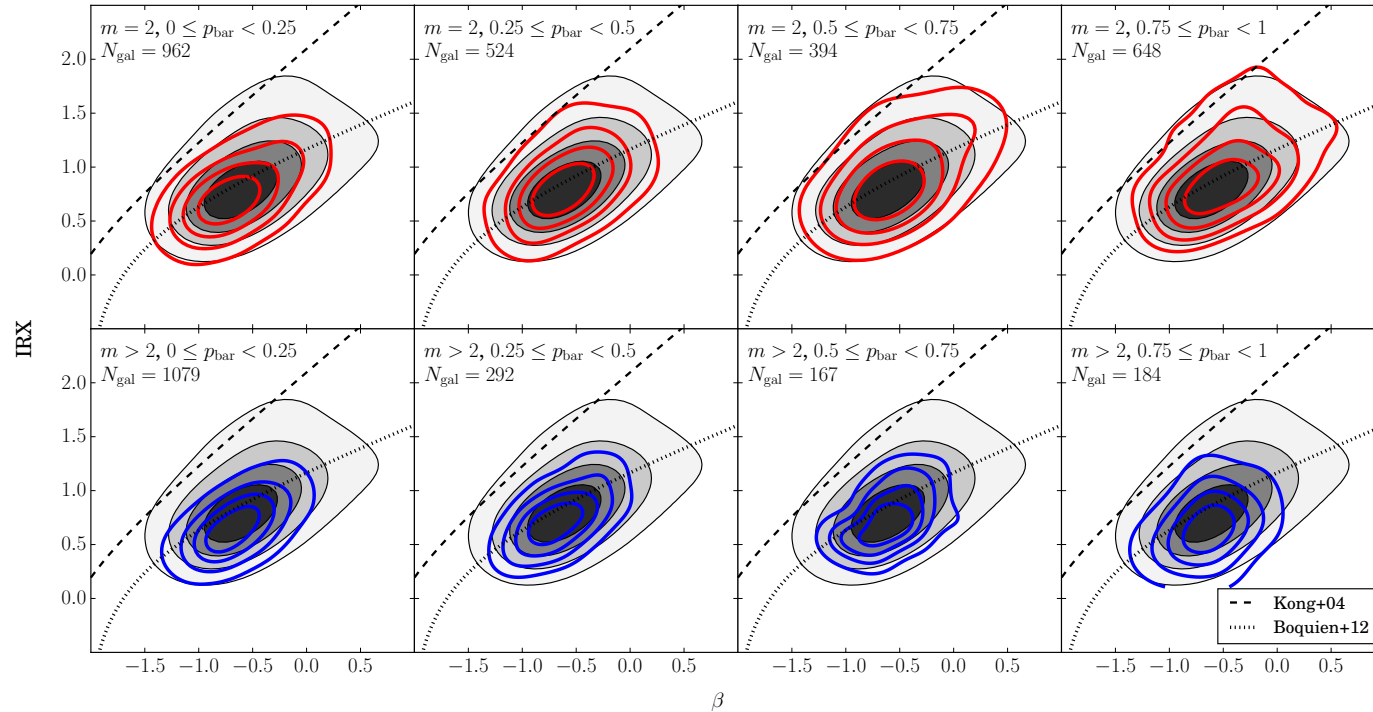 m = 2, 0 ≤ p_bar < 0.25
N_gal = 962
m = 2, 0.25 ≤ p_bar < 0.5
N_gal = 524
m = 2, 0.5 ≤ p_bar < 0.75
N_gal = 394
m = 2, 0.75 ≤ p_bar < 1
N_gal = 648
2.0
1.5
1.0
0.5
0.0
IRX
m > 2, 0 ≤ p_bar < 0.25
N_gal = 1079
m > 2, 0.25 ≤ p_bar < 0.5
N_gal = 292
m > 2, 0.5 ≤ p_bar < 0.75
N_gal = 167
m > 2, 0.75 ≤ p_bar < 1
N_gal = 184
2.0
1.5
1.0
0.5
0.0
Kong+04
Boquien+12
−1.5 −1.0 −0.5 0.0 0.5 −1.5 −1.0 −0.5 0.0 0.5 −1.5 −1.0 −0.5 0.0 0.5 −1.5 −1.0 −0.5 0.0 0.5
β